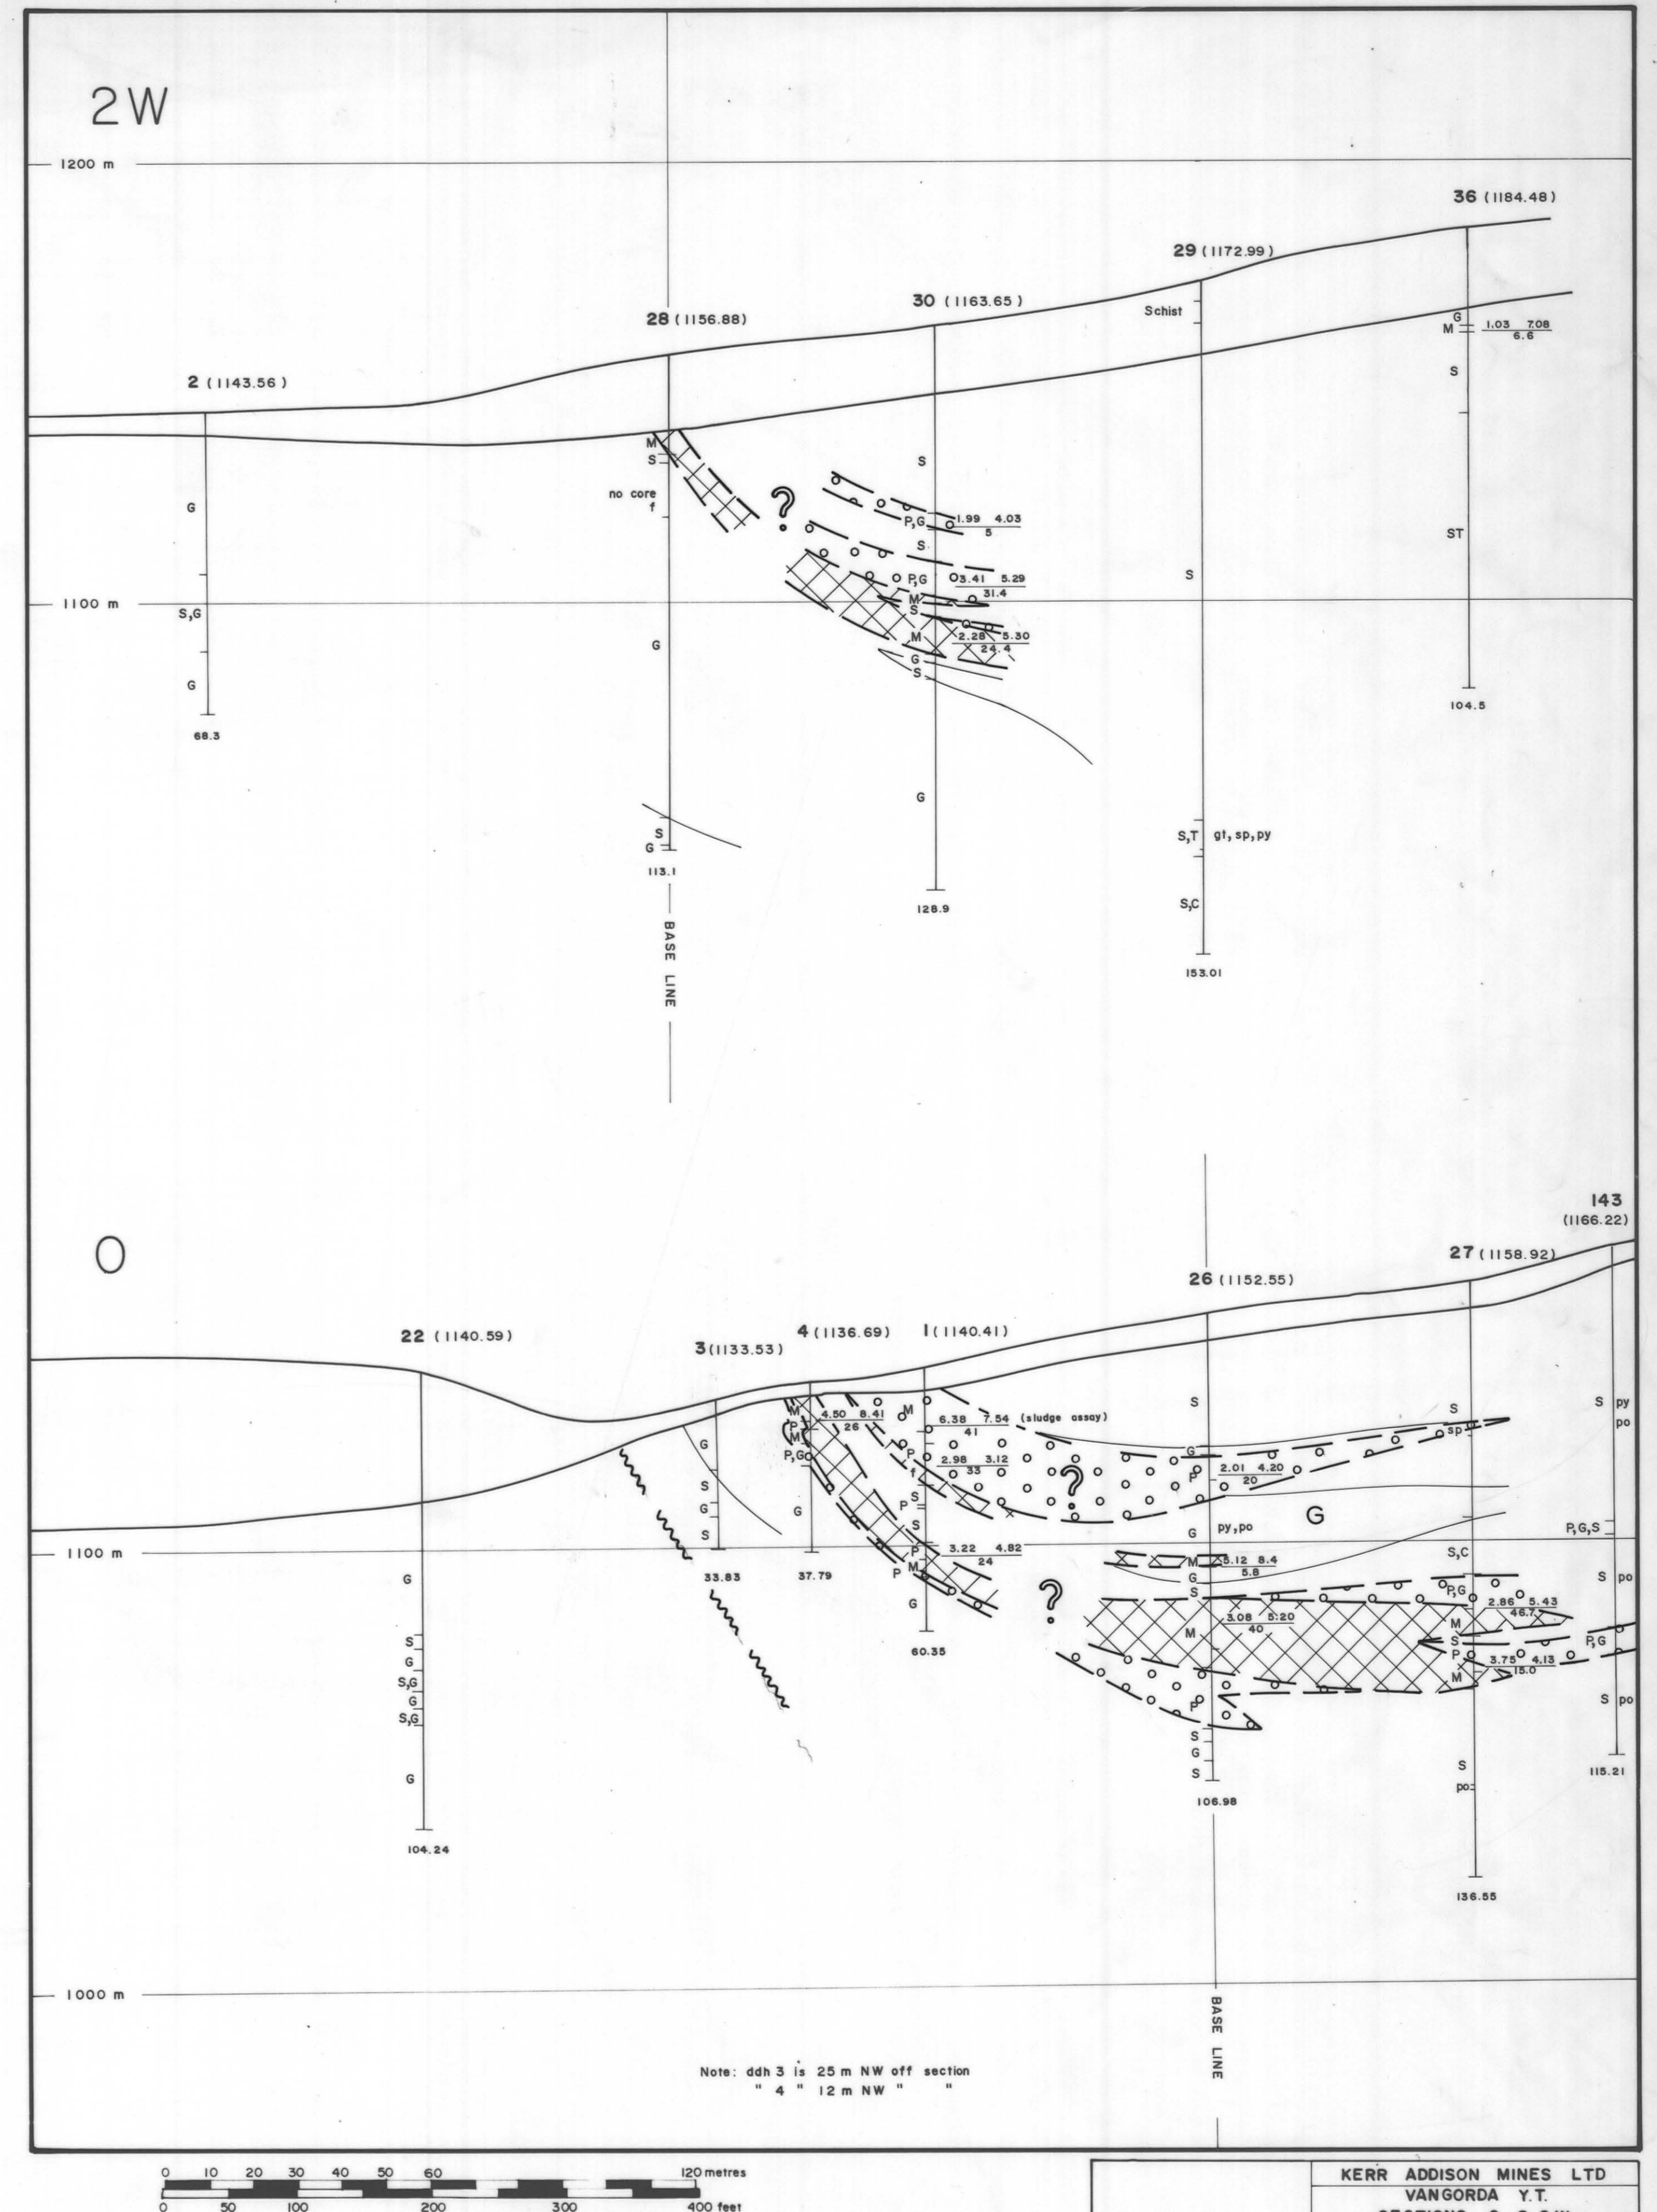 2W
1200 m
36 (1184.48)
29 (1172.99)
30 (1163.65)
Schist
28 (1156.88)
G
M
1.03 7.08
6.6
S
2 (1143.56)
M
S
S
no core
f
?
G
P,G
1.99 4.03
5
S
ST
P,G
3.41 5.29
31.4
S
1100 m
S,G
M
S
M
2.28 5.30
24.4
G
G
S
G
104.5
68.3
G
S
G
S,T gt, sp, py
113.1
S,C
128.9
BASE LINE
153.01
143
(1166.22)
O
27 (1158.92)
26 (1152.55)
22 (1140.59)
4 (1136.69)
1 (1140.41)
3 (1133.53)
M
4.50 8.41
26
M
6.38 7.54 (sludge assay)
41
S
S
S py
po
P
M
sp
G
P,G
G
P
2.98 3.12
33
f
?
P
2.01 4.20
20
S
G
S
P
S
G
S
G
G py,po
G
P,G,S
1100 m
P
3.22 4.82
24
M
P
M
5.12 8.4
5.8
S,C
G
33.83
37.79
G
S
S po
G
?
P,G
2.86 5.43
46.7
M
3.08 5.20
40
M
S
P
P,G
3.75 4.13
15.0
M
60.35
S
G
S,G
G
S,G
P
S po
S
G
S
G
S
po
115.21
106.98
104.24
136.55
1000 m
BASE LINE
Note: ddh 3 is 25 m NW off section
" 4 " 12 m NW " "
0 10 20 30 40 50 60 120 metres
0 50 100 200 300 400 feet
KERR ADDISON MINES LTD
VANGORDA Y.T.